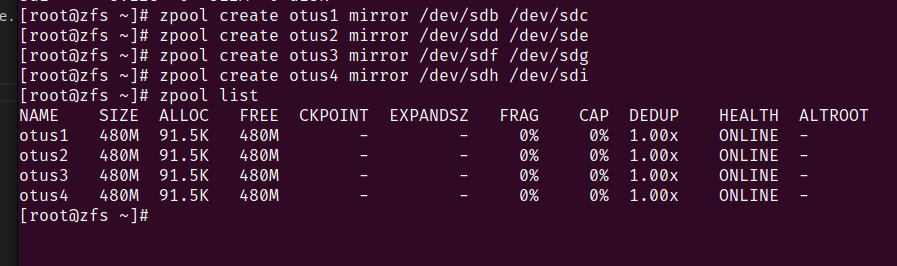 e.
[root@zfs ~]# zpool create otus1 mirror /dev/sdb /dev/sdc
[root@zfs ~]# zpool create otus2 mirror /dev/sdd /dev/sde
[root@zfs ~]# zpool create otus3 mirror /dev/sdf /dev/sdg
[root@zfs ~]# zpool create otus4 mirror /dev/sdh /dev/sdi
[root@zfs ~]# zpool list
NAME    SIZE  ALLOC   FREE  CKPOINT  EXPANDSZ   FRAG    CAP  DEDUP    HEALTH  ALTROOT
otus1   480M  91.5K   480M        -         -     0%     0%  1.00x    ONLINE  -
otus2   480M  91.5K   480M        -         -     0%     0%  1.00x    ONLINE  -
otus3   480M  91.5K   480M        -         -     0%     0%  1.00x    ONLINE  -
otus4   480M  91.5K   480M        -         -     0%     0%  1.00x    ONLINE  -
[root@zfs ~]#